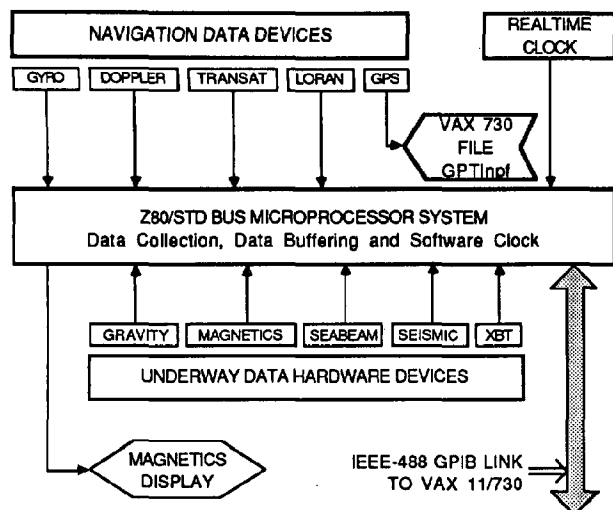 NAVIGATION DATA DEVICES
REALTIME
CLOCK
GYRO DOPPLER TRANSAT LORAN GPS
VAX 730
FILE
GPTInpf
Z80/STD BUS MICROPROCESSOR SYSTEM
Data Collection, Data Buffering and Software Clock
GRAVITY MAGNETICS SEABEAM SEISMIC XBT
UNDERWAY DATA HARDWARE DEVICES
MAGNETICS
DISPLAY
IEEE-488 GPIB LINK
TO VAX 11/730